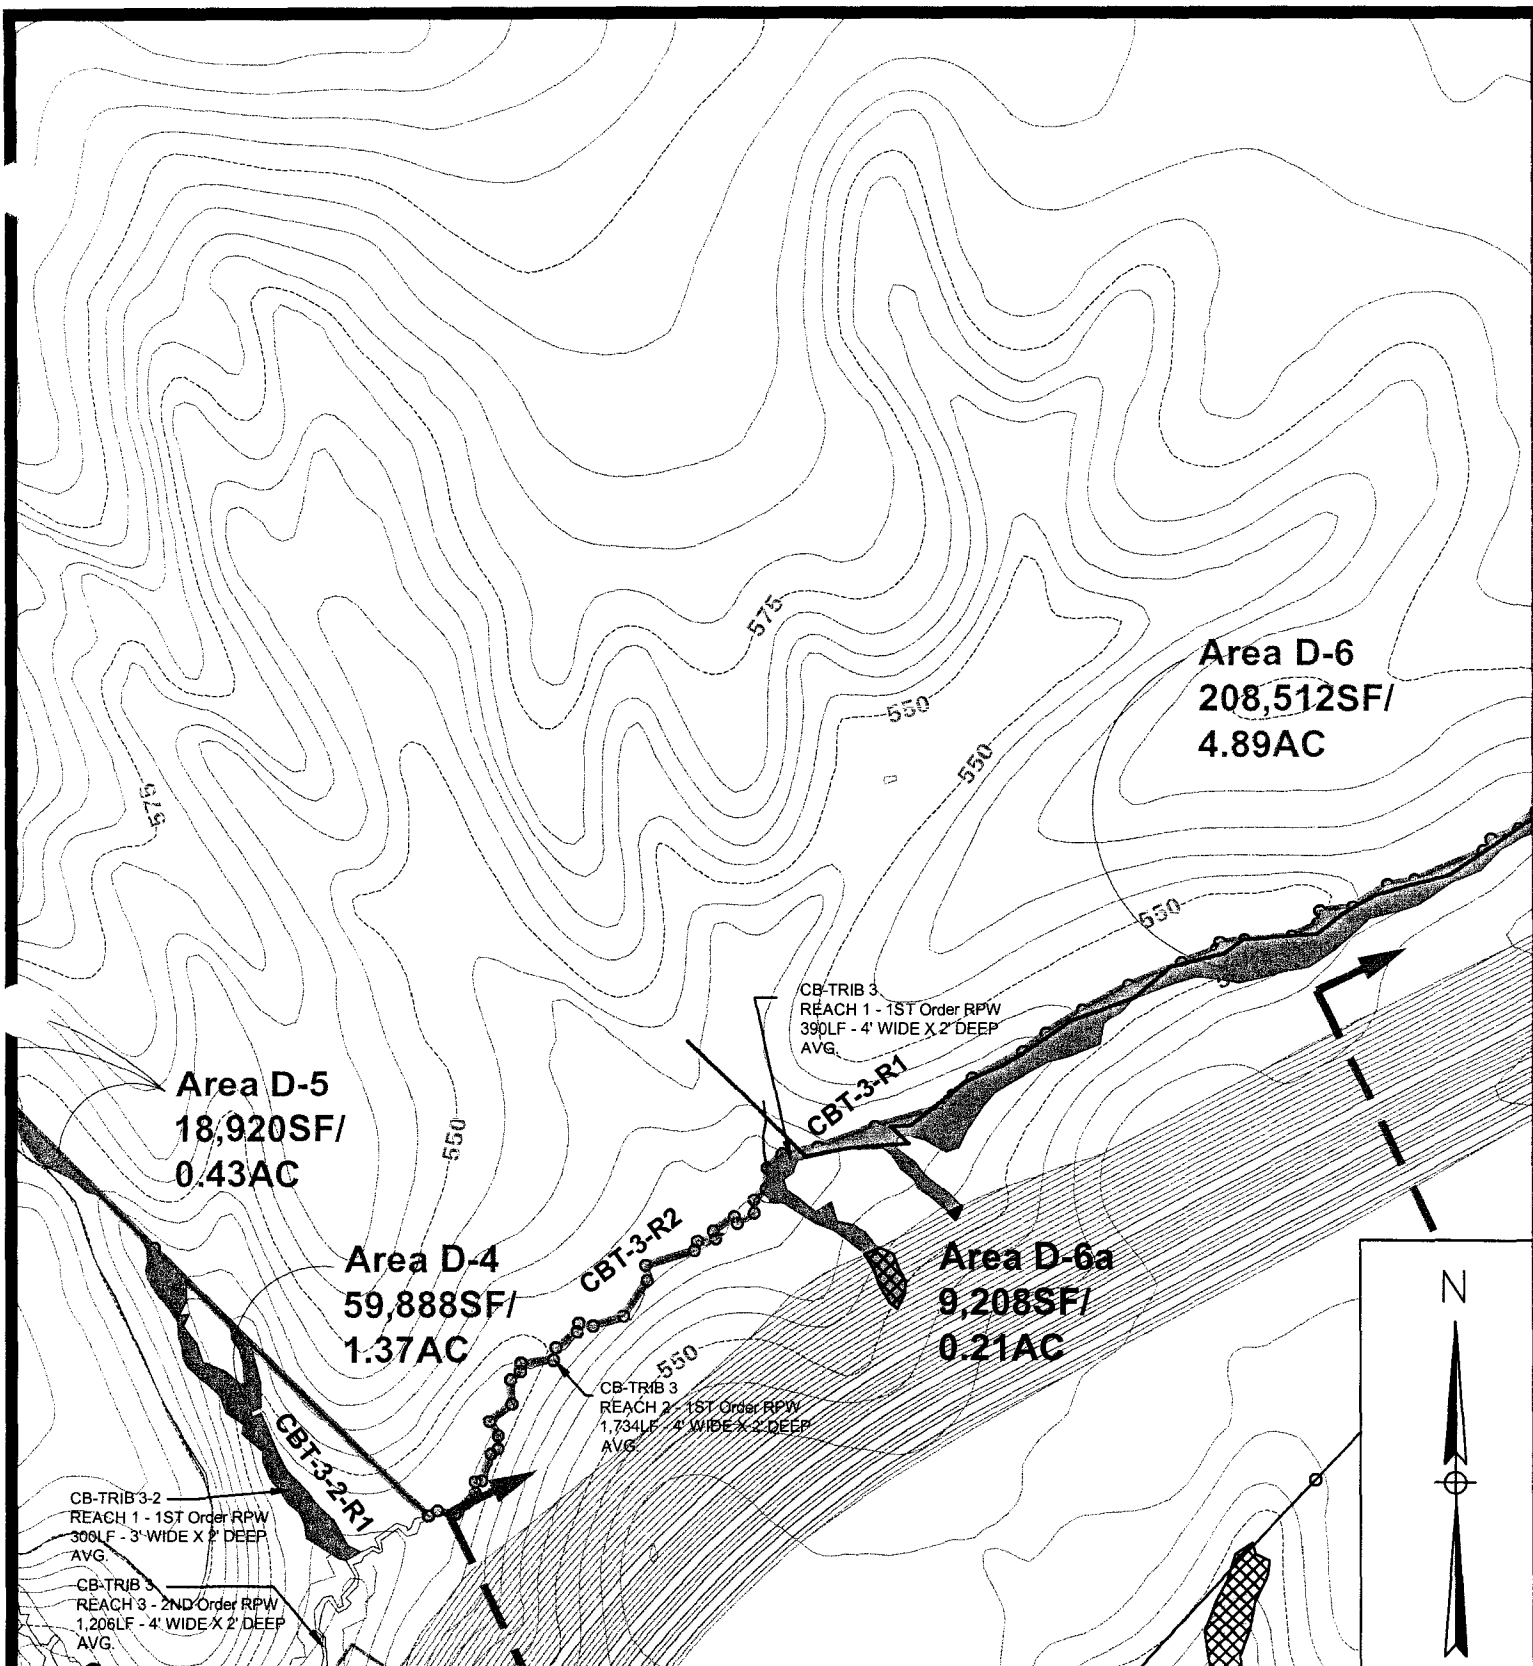 575
Area D-6
208,512SF/
4.89AC
550
550
575
550
CB-TRIB 3
REACH 1 - 1ST Order RPW
390LF - 4' WIDE X 2' DEEP
AVG.
CBT-3-R1
Area D-5
18,920SF/
0.43AC
550
CBT-3-R2
Area D-4
59,888SF/
1.37AC
Area D-6a
9,208SF/
0.21AC
N
550
CB-TRIB 3
REACH 2 - 1ST Order RPW
1,734LF - 4' WIDE X 2' DEEP
AVG.
CBT-3-2-R1
CB-TRIB 3-2
REACH 1 - 1ST Order RPW
300LF - 3' WIDE X 2' DEEP
AVG.
CB-TRIB 3
REACH 3 - 2ND Order RPW
1,206LF - 4' WIDE X 2' DEEP
AVG.